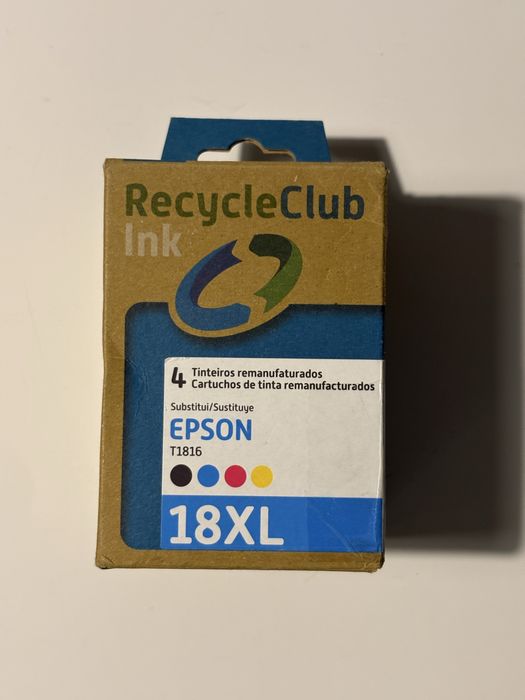 RecycleClub
Ink
4 Tinteiros remanufaturados
Cartuchos de tinta remanufacturados
Substitui/Sustituye
EPSON
T1816
18XL